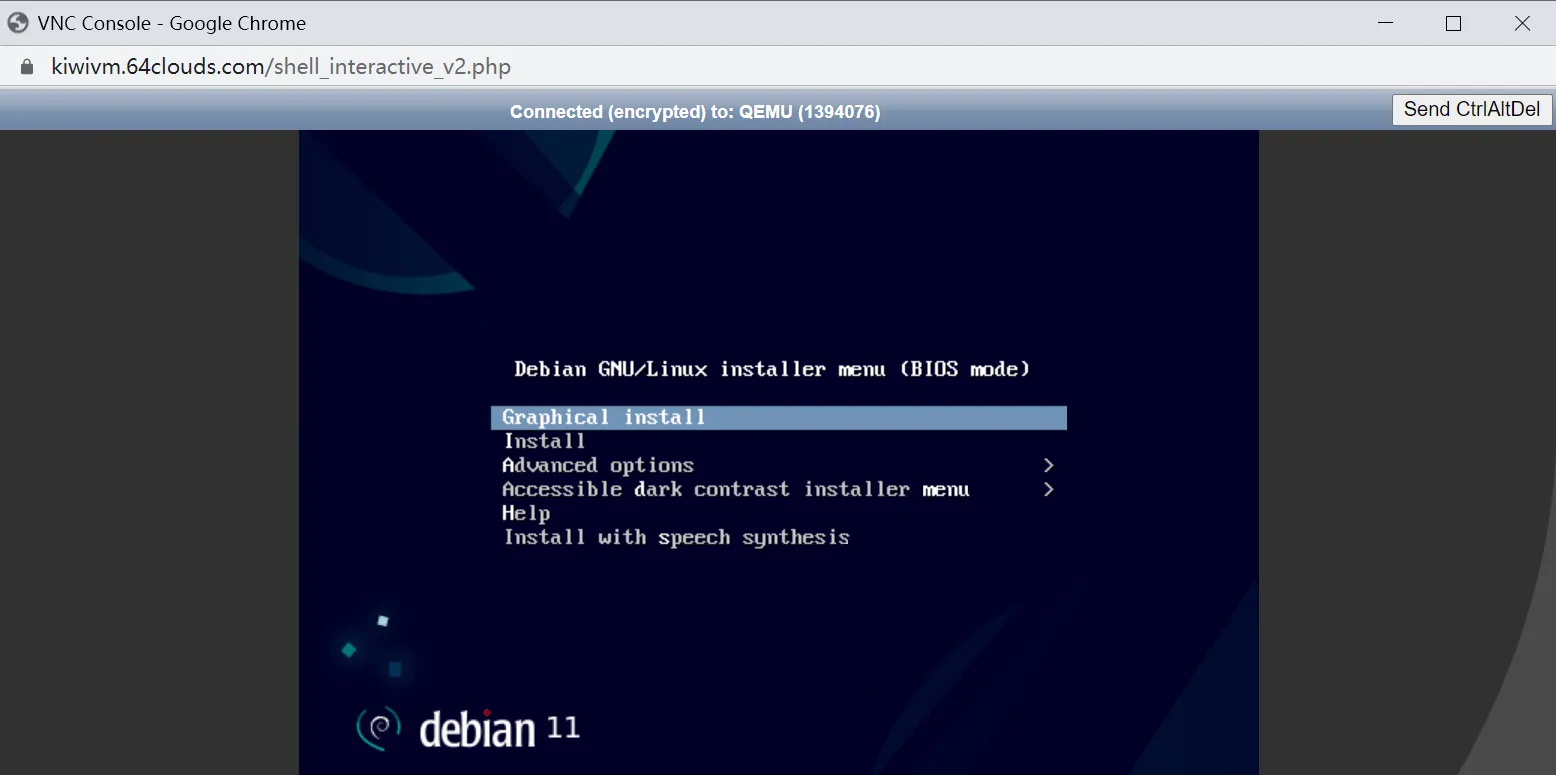 VNC Console - Google Chrome
kiwivm.64clouds.com/shell_interactive_v2.php
Connected (encrypted) to: QEMU (1394076)
Send CtrlAltDel
Debian GNU/Linux installer menu (BIOS mode)
Graphical install
Install
Advanced options >
Accessible dark contrast installer menu >
Help
Install with speech synthesis
debian 11